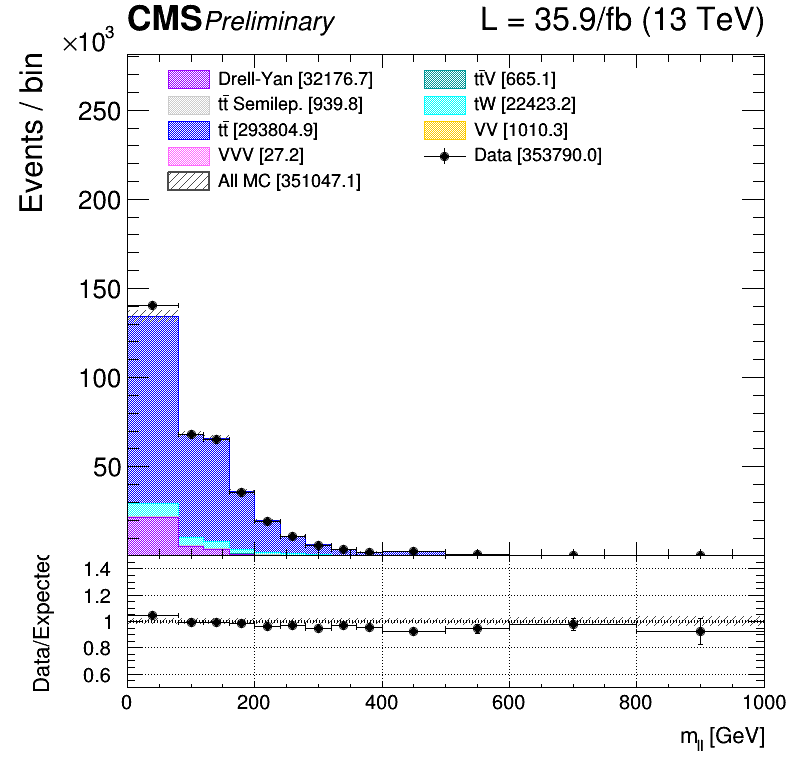 CMS Preliminary L = 35.9/fb (13 TeV)
×10³
Events / bin
Drell-Yan [32176.7]
tt̄ Semilep. [939.8]
tt̄ [293804.9]
VVV [27.2]
All MC [351047.1]
tt̄V [665.1]
tW [22423.2]
VV [1010.3]
Data [353790.0]
250
200
150
100
50
Data/Expected
1.4
1.2
1
0.8
0.6
0 200 400 600 800 1000
m_ll [GeV]